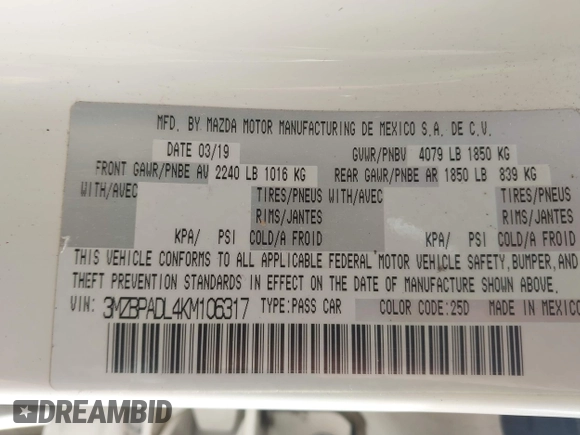 MFD. BY MAZDA MOTOR MANUFACTURING DE MEXICO S.A. DE C.V.
DATE 03/19 GVWR/PNBV 4079 LB 1850 KG
FRONT GAWR/PNBE AV 2240 LB 1016 KG REAR GAWR/PNBE AR 1850 LB 839 KG
WITH/AVEC TIRES/PNEUS WITH/AVEC TIRES/PNEUS
RIMS/JANTES RIMS/JANTES
KPA/ PSI COLD/A FROID KPA/ PSI COLD/A FROID
THIS VEHICLE CONFORMS TO ALL APPLICABLE FEDERAL MOTOR VEHICLE SAFETY,BUMPER,AND
THEFT PREVENTION STANDARDS IN EFFECT ON THE DATE OF MANUFACTURE SHOWN ABOVE.
VIN: 3MZBPADL4KM106317 TYPE:PASS CAR COLOR CODE:25D MADE IN MEXICO
DREAMBID